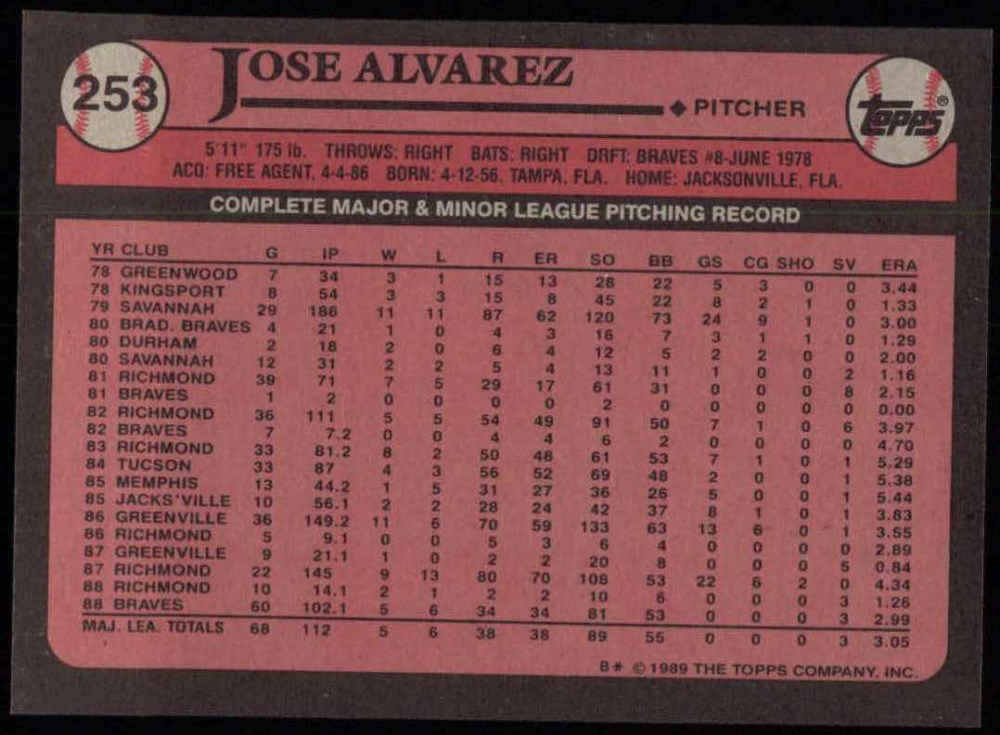 253
JOSE ALVAREZ
◆ PITCHER
TOPPS®
5'11" 175 lb. THROWS: RIGHT BATS: RIGHT DRFT: BRAVES #8-JUNE 1978
ACQ: FREE AGENT, 4-4-86 BORN: 4-12-56, TAMPA, FLA. HOME: JACKSONVILLE, FLA.
COMPLETE MAJOR & MINOR LEAGUE PITCHING RECORD
YR CLUB G IP W L R ER SO BB GS CG SHO SV ERA
78 GREENWOOD 7 34 3 1 15 13 28 22 5 3 0 0 3.44
78 KINGSPORT 8 54 3 3 15 8 45 22 8 2 1 0 1.33
79 SAVANNAH 29 186 11 11 87 62 120 73 24 9 1 0 3.00
80 BRAD. BRAVES 4 21 1 0 4 3 16 7 3 1 1 0 1.29
80 DURHAM 2 18 2 0 6 4 12 5 2 2 0 0 2.00
80 SAVANNAH 12 31 2 2 5 4 13 11 1 0 0 2 1.16
81 RICHMOND 39 71 7 5 29 17 61 31 0 0 0 8 2.15
81 BRAVES 1 2 0 0 0 0 2 0 0 0 0 0 0.00
82 RICHMOND 36 111 5 5 54 49 91 50 7 1 0 6 3.97
82 BRAVES 7 7.2 0 0 4 4 6 2 0 0 0 0 4.70
83 RICHMOND 33 81.2 8 2 50 48 61 53 7 1 0 1 5.29
84 TUCSON 33 87 4 3 56 52 69 48 2 0 0 1 5.38
85 MEMPHIS 13 44.2 1 5 31 27 36 26 5 0 0 1 5.44
85 JACKS'VILLE 10 56.1 2 2 28 24 42 37 8 1 0 1 3.83
86 GREENVILLE 36 149.2 11 6 70 59 133 63 13 6 0 1 3.55
86 RICHMOND 5 9.1 0 0 5 3 6 4 0 0 0 0 2.89
87 GREENVILLE 9 21.1 1 0 2 2 20 8 0 0 0 5 0.84
87 RICHMOND 22 145 9 13 80 70 108 53 22 6 2 0 4.34
88 RICHMOND 10 14.1 2 1 2 2 10 6 0 0 0 3 1.26
88 BRAVES 60 102.1 5 6 34 34 81 53 0 0 0 3 2.99
MAJ. LEA. TOTALS 68 112 5 6 38 38 89 55 0 0 0 3 3.05
B* © 1989 THE TOPPS COMPANY, INC.